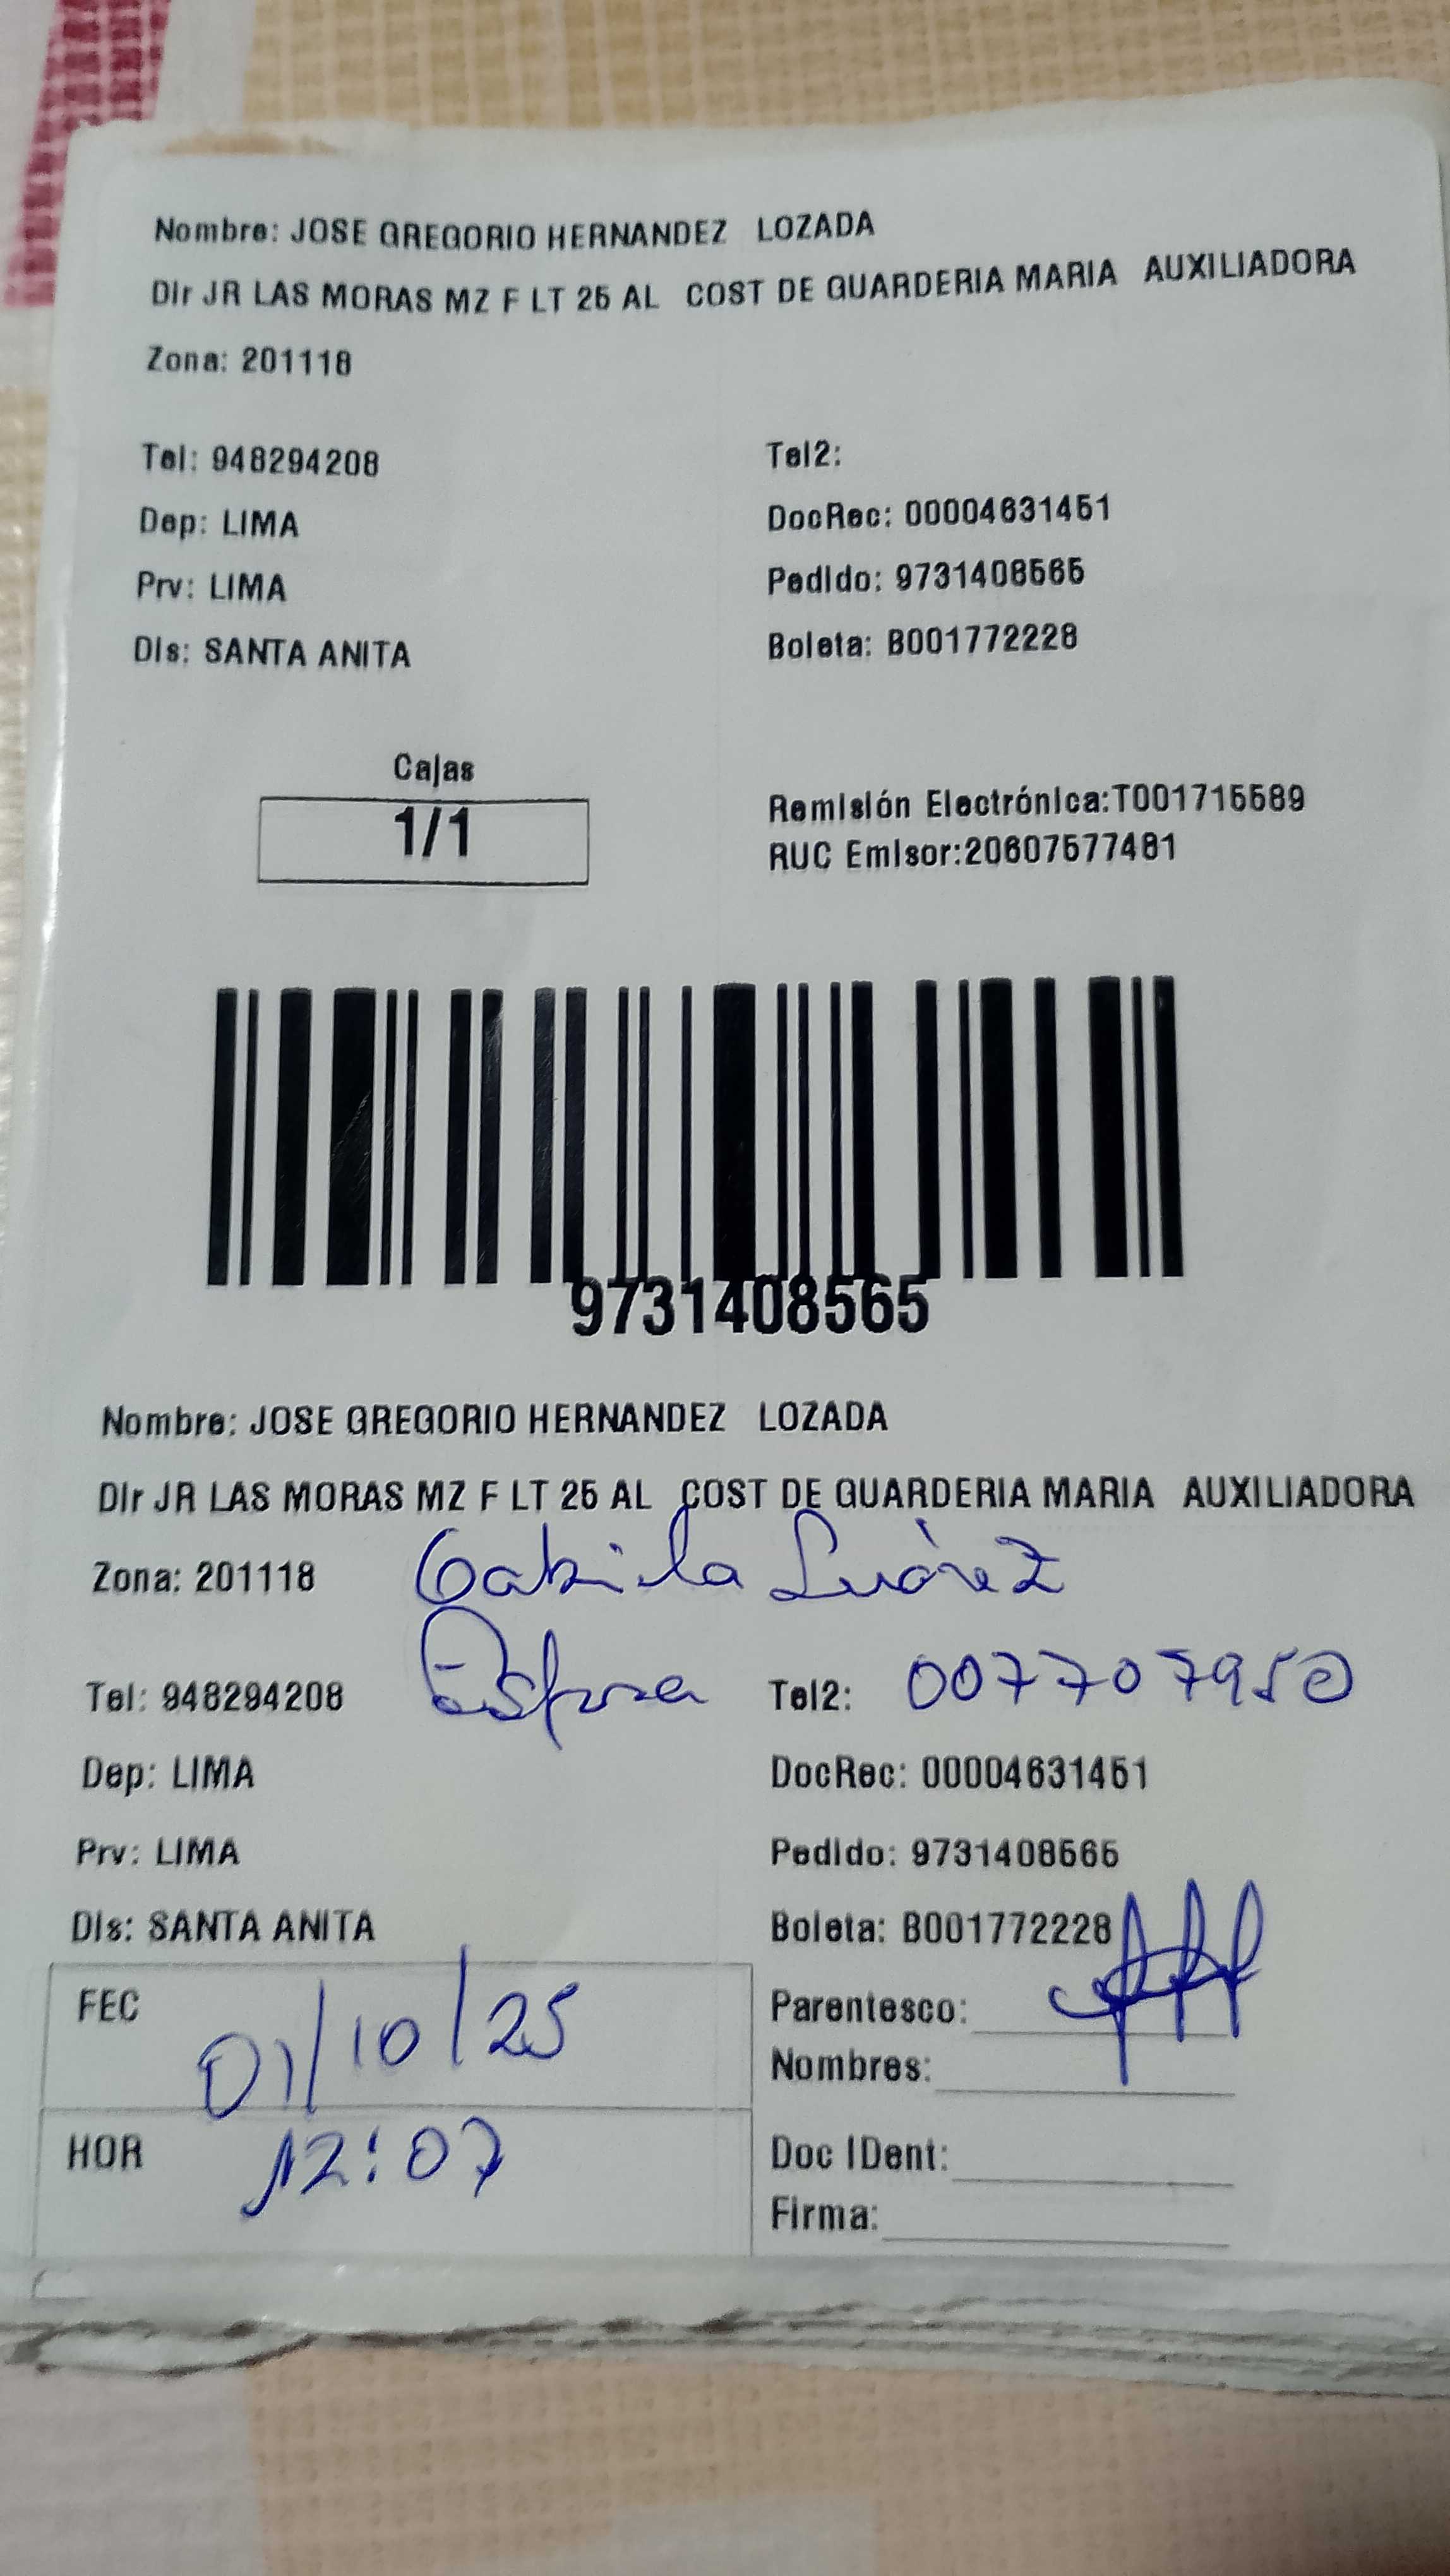 Nombre: JOSE GREGORIO HERNANDEZ LOZADA
Dir JR LAS MORAS MZ F LT 25 AL COST DE GUARDERIA MARIA AUXILIADORA
Zona: 201118
Tel: 948294208 Tel2:
Dep: LIMA DocRec: 00004631451
Prv: LIMA Pedido: 9731408565
Dis: SANTA ANITA Boleta: B001772228
Cajas
1/1
Remisión Electrónica:T001715589
RUC Emisor:20607577481
9731408565
Nombre: JOSE GREGORIO HERNANDEZ LOZADA
Dir JR LAS MORAS MZ F LT 25 AL COST DE GUARDERIA MARIA AUXILIADORA
Zona: 201118 Gabriela Suárez
Tel: 948294208 Esposa Tel2: 007707950
Dep: LIMA DocRec: 00004631451
Prv: LIMA Pedido: 9731408565
Dis: SANTA ANITA Boleta: B001772228
FEC 01/10/25 Parentesco:
Nombres:
HOR 12:07 Doc IDent:
Firma: